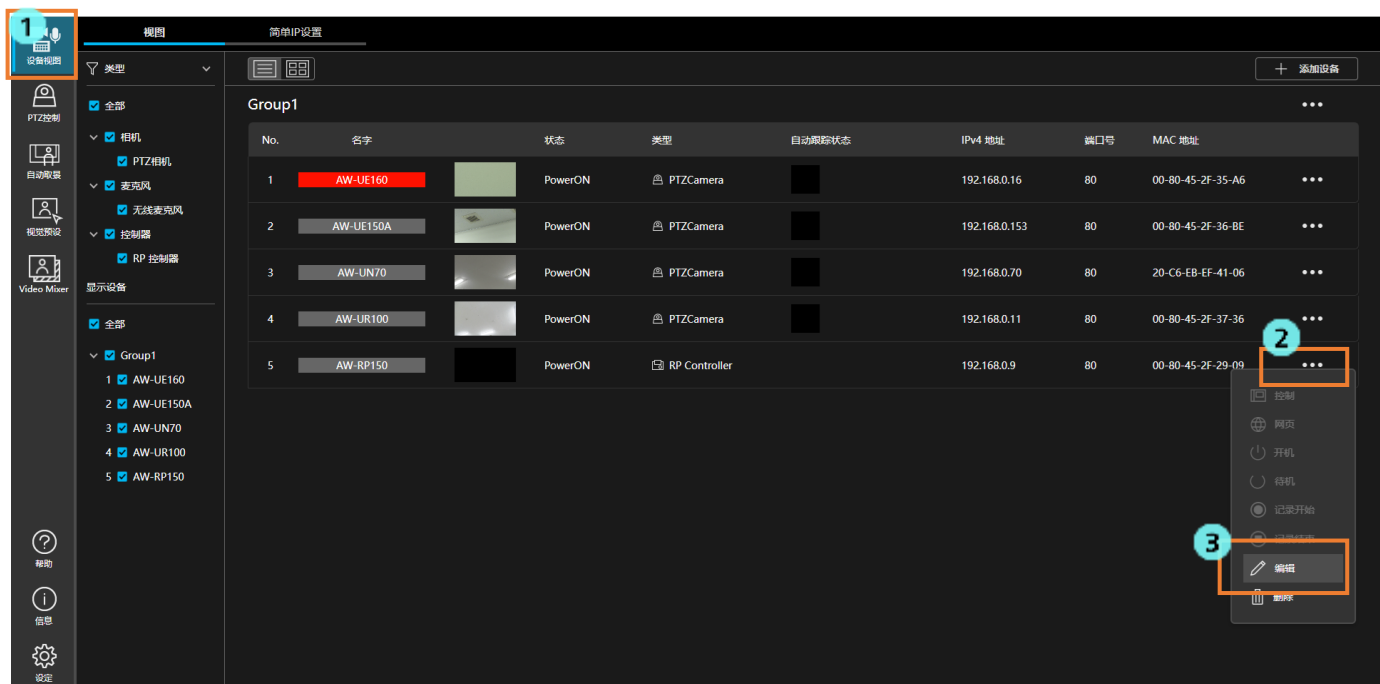 1
设备视图
PTZ控制
自动取景
视觉预设
Video Mixer
帮助
信息
设定
视图
简单IP设置
类型
全部
相机
PTZ相机
麦克风
无线麦克风
控制器
RP 控制器
显示设备
全部
Group1
1 AW-UE160
2 AW-UE150A
3 AW-UN70
4 AW-UR100
5 AW-RP150
添加设备
Group1
No. 名字 状态 类型 自动跟踪状态 IPv4 地址 端口号 MAC 地址
1 AW-UE160 PowerON PTZCamera 192.168.0.16 80 00-80-45-2F-35-A6
2 AW-UE150A PowerON PTZCamera 192.168.0.153 80 00-80-45-2F-36-BE
3 AW-UN70 PowerON PTZCamera 192.168.0.70 80 20-C6-EB-EF-41-06
4 AW-UR100 PowerON PTZCamera 192.168.0.11 80 00-80-45-2F-37-36
2
5 AW-RP150 PowerON RP Controller 192.168.0.9 80 00-80-45-2F-29-09
控制
网页
开机
待机
记录开始
记录结束
3
编辑
删除